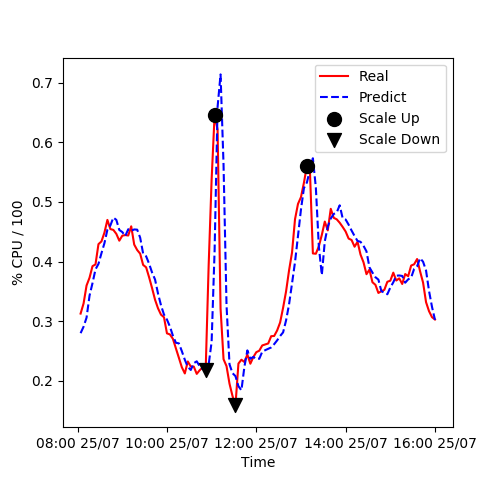 Real
Predict
Scale Up
Scale Down
0.7
0.6
0.5
0.4
0.3
0.2
% CPU / 100
08:00 25/07 10:00 25/07 12:00 25/07 14:00 25/07 16:00 25/07
Time